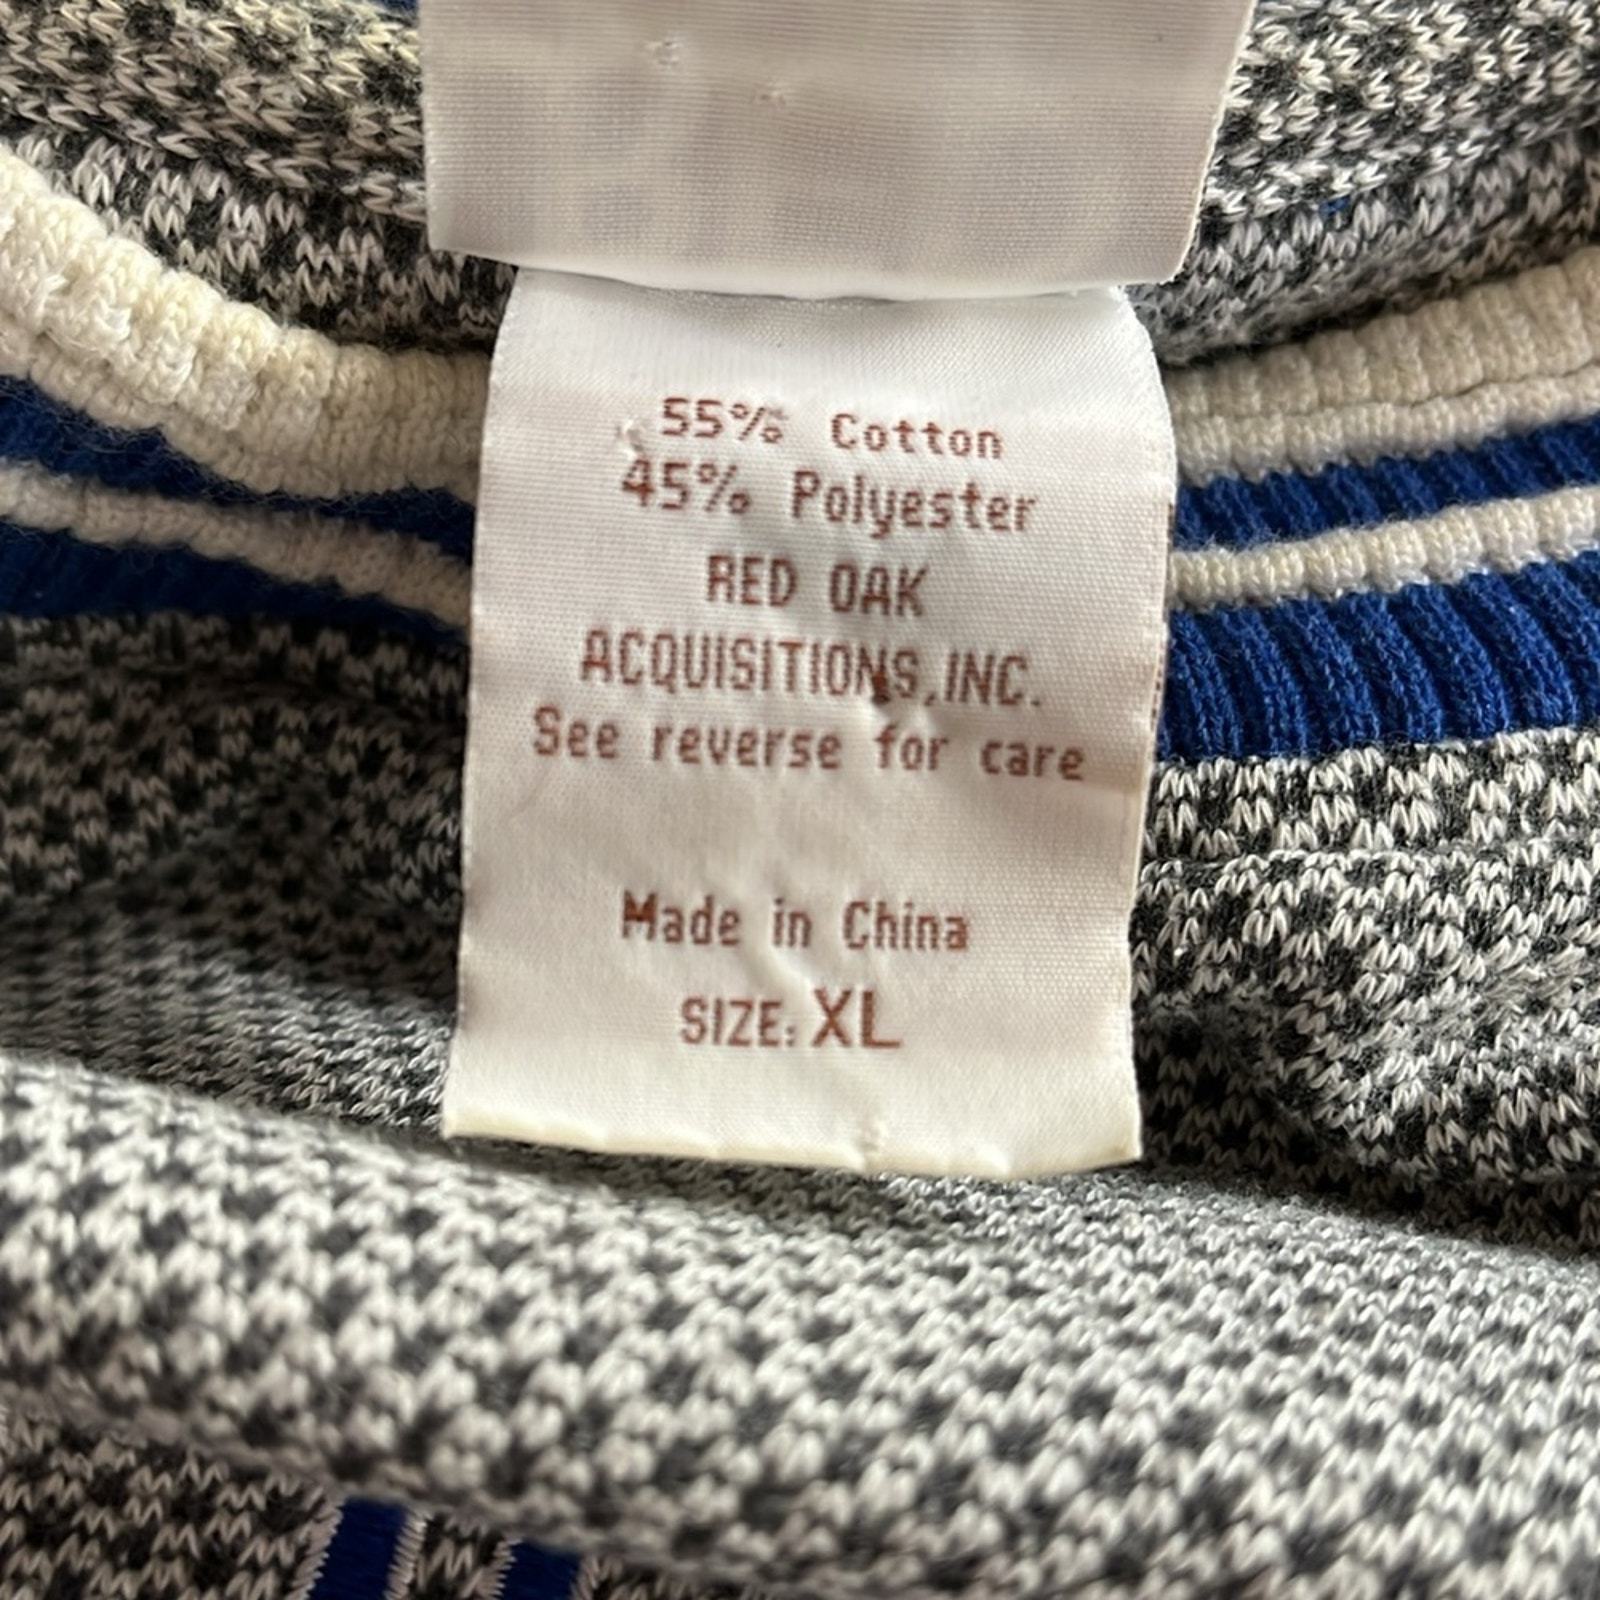 55% Cotton
45% Polyester
RED OAK
ACQUISITIONS,INC.
See reverse for care
Made in China
SIZE: XL